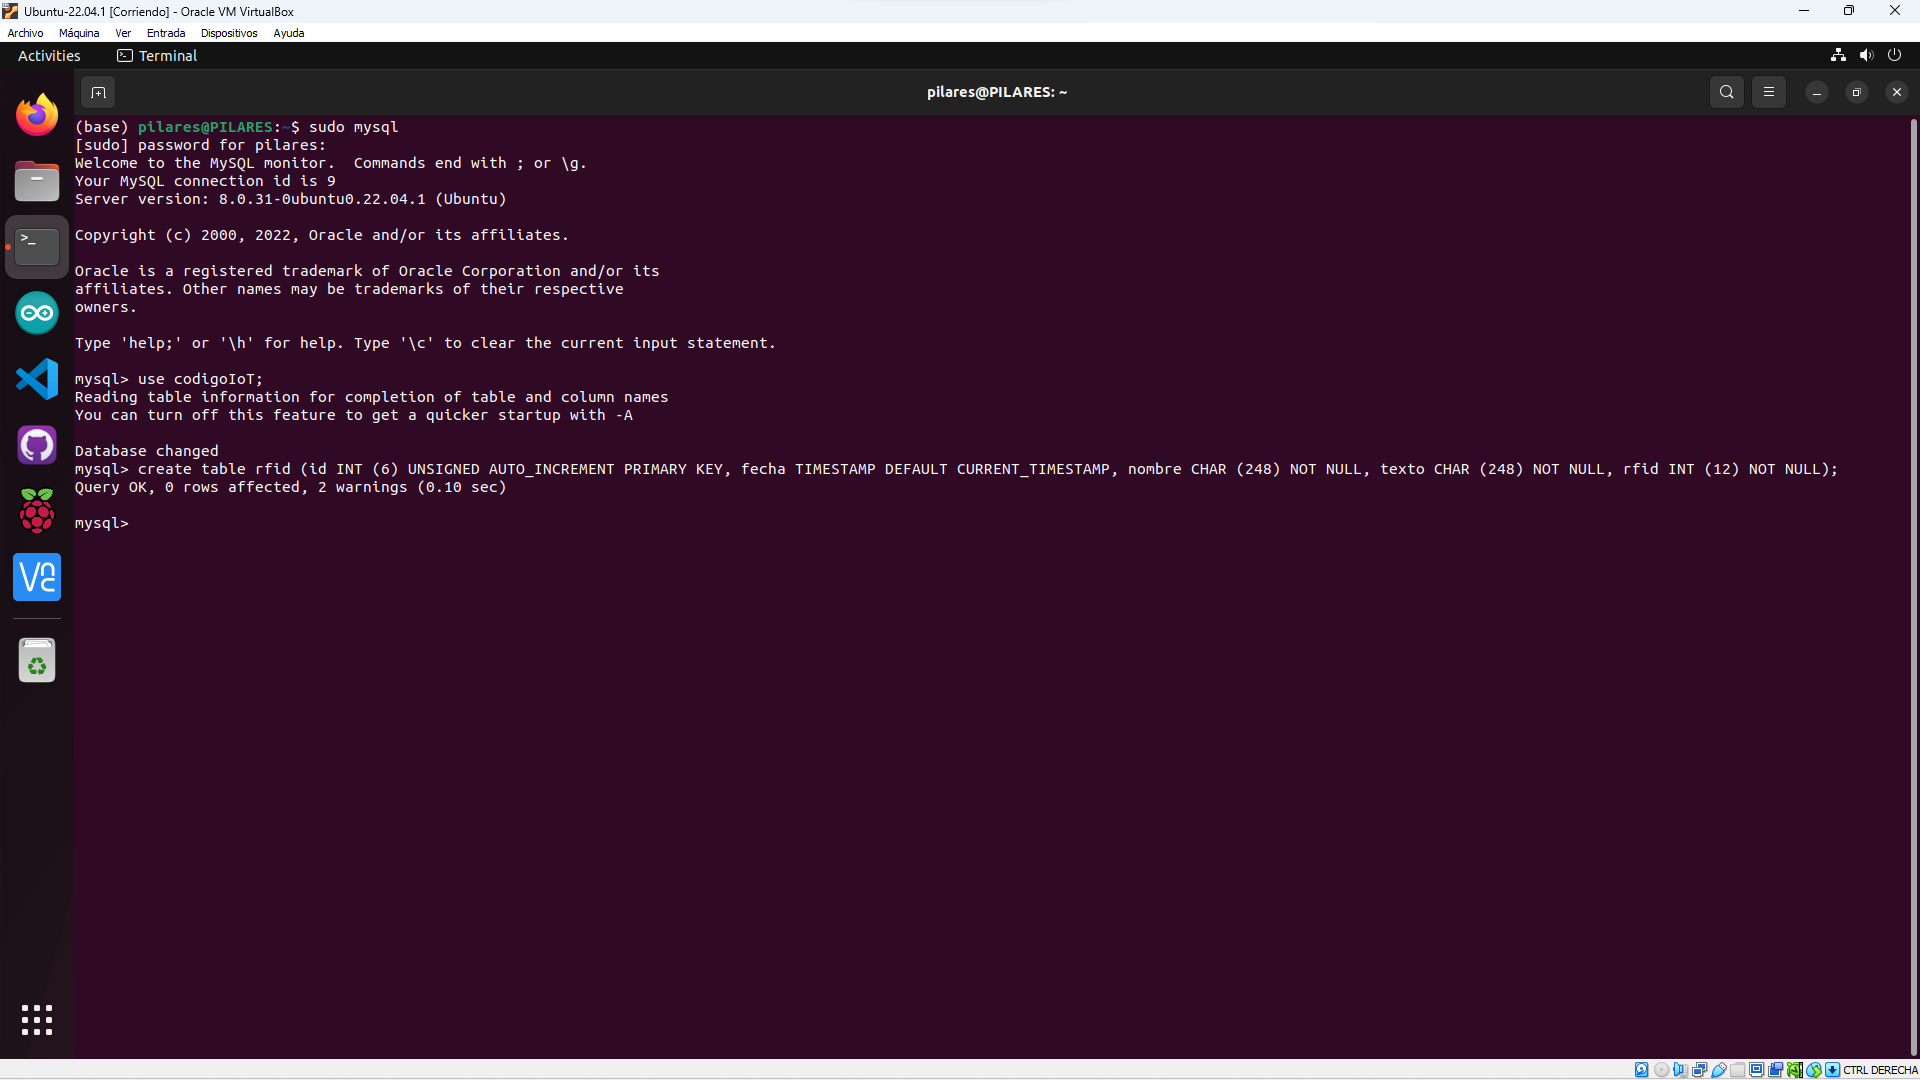 Ubuntu-22.04.1 [Corriendo] - Oracle VM VirtualBox
Archivo Máquina Ver Entrada Dispositivos Ayuda
Activities Terminal
pilares@PILARES: ~
(base) pilares@PILARES:~$ sudo mysql
[sudo] password for pilares:
Welcome to the MySQL monitor.  Commands end with ; or \g.
Your MySQL connection id is 9
Server version: 8.0.31-0ubuntu0.22.04.1 (Ubuntu)
Copyright (c) 2000, 2022, Oracle and/or its affiliates.
Oracle is a registered trademark of Oracle Corporation and/or its
affiliates. Other names may be trademarks of their respective
owners.
Type 'help;' or '\h' for help. Type '\c' to clear the current input statement.
mysql> use codigoIoT;
Reading table information for completion of table and column names
You can turn off this feature to get a quicker startup with -A
Database changed
mysql> create table rfid (id INT (6) UNSIGNED AUTO_INCREMENT PRIMARY KEY, fecha TIMESTAMP DEFAULT CURRENT_TIMESTAMP, nombre CHAR (248) NOT NULL, texto CHAR (248) NOT NULL, rfid INT (12) NOT NULL);
Query OK, 0 rows affected, 2 warnings (0.10 sec)
mysql>
CTRL DERECHA